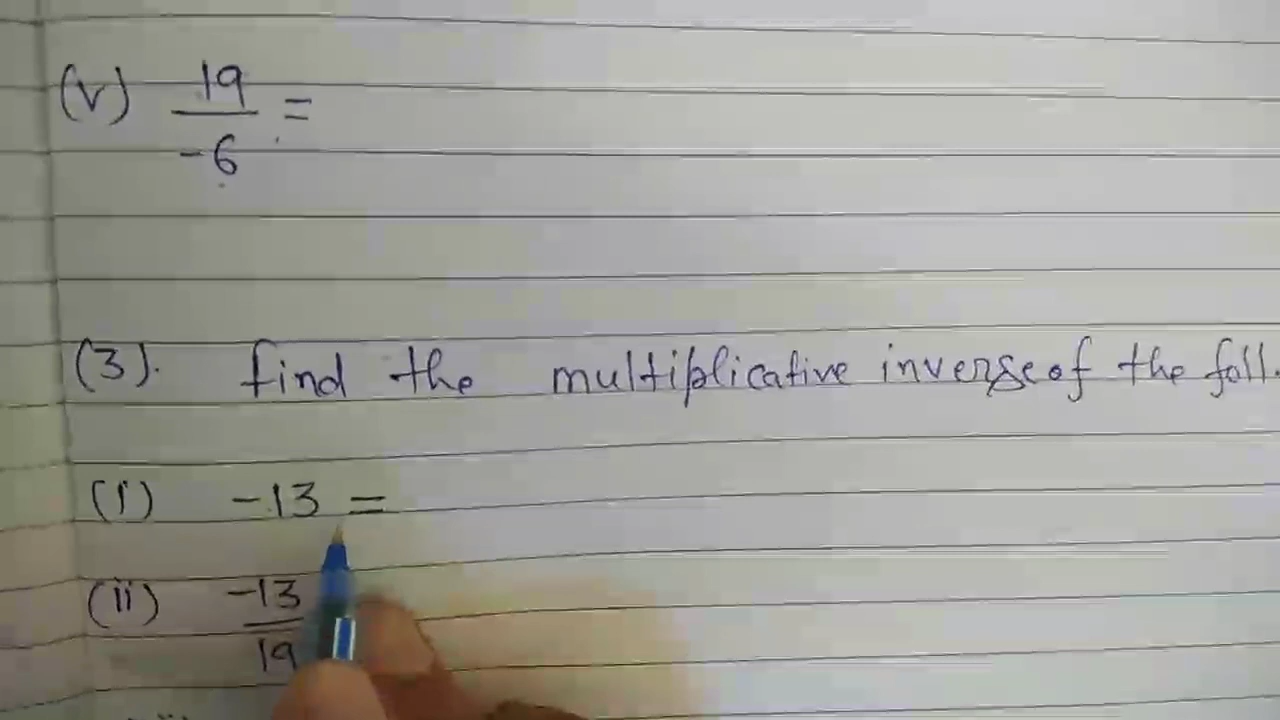 (v) 19/-6 =
(3). find the multiplicative inverse of the foll.
(i) -13 =
(ii) -13/19